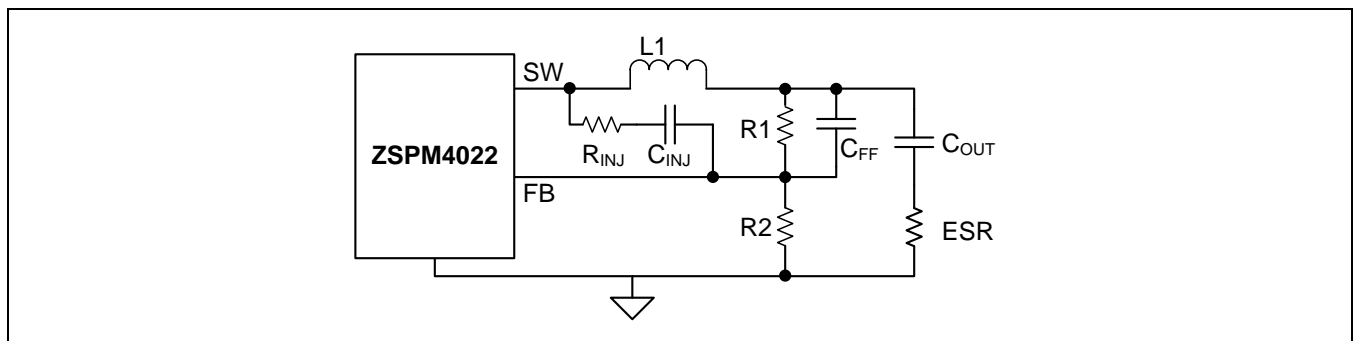 L1
SW
R1
ZSPM4022
R_INJ
C_INJ
C_FF
C_OUT
FB
R2
ESR